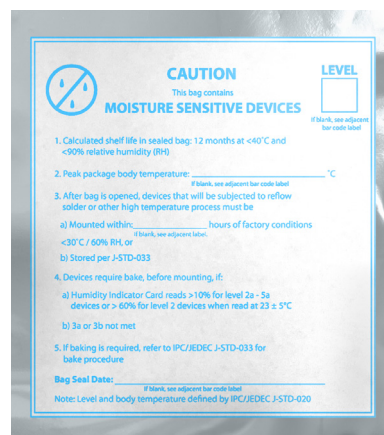 CAUTION
LEVEL
This bag contains
MOISTURE SENSITIVE DEVICES
If blank, see adjacent
bar code label
1. Calculated shelf life in sealed bag: 12 months at <40˚C and
<90% relative humidity (RH)
2. Peak package body temperature: ____________ ˚C
If blank, see adjacent bar code label
3. After bag is opened, devices that will be subjected to reflow
solder or other high temperature process must be
a) Mounted within:____________ hours of factory conditions
If blank, see adjacent label.
<30˚C / 60% RH, or
b) Stored per J-STD-033
4. Devices require bake, before mounting, if:
a) Humidity Indicator Card reads >10% for level 2a - 5a
devices or > 60% for level 2 devices when read at 23 ± 5°C
b) 3a or 3b not met
5. If baking is required, refer to IPC/JEDEC J-STD-033 for
bake procedure
Bag Seal Date:____________
If blank, see adjacent bar code label
Note: Level and body temperature defined by IPC/JEDEC J-STD-020